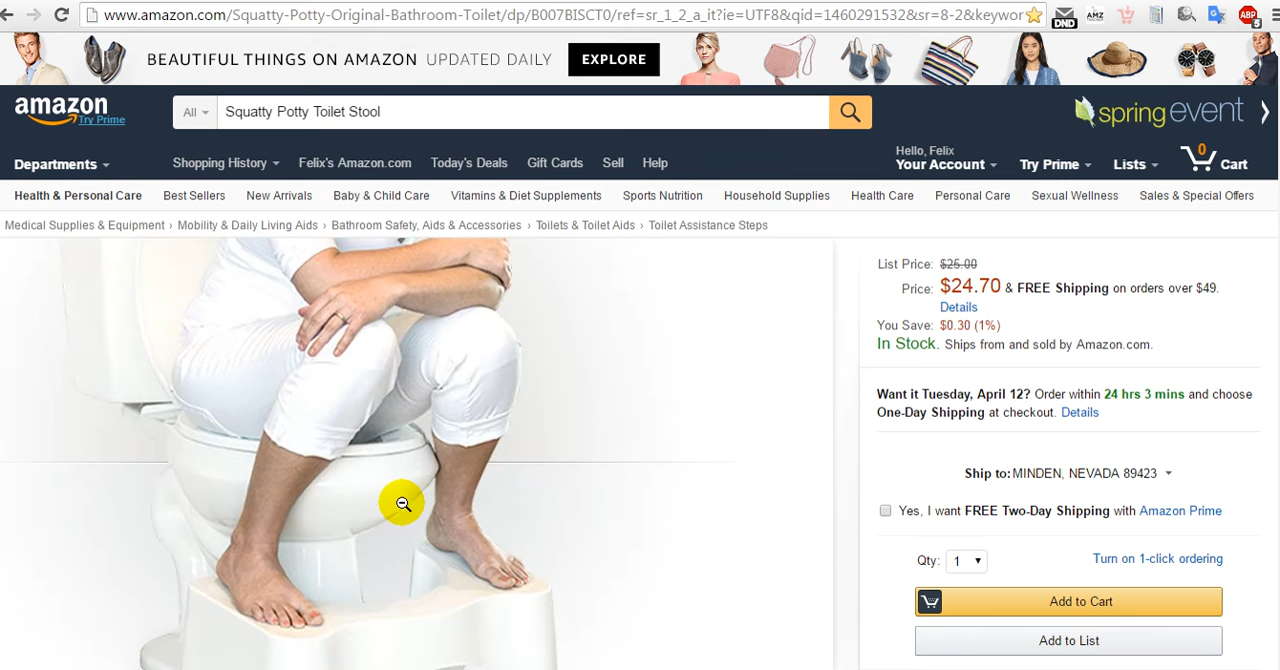 www.amazon.com/Squatty-Potty-Original-Bathroom-Toilet/dp/B007BISCT0/ref=sr_1_2_a_it?ie=UTF8&qid=1460291532&sr=8-2&keywor
DND
AMZ
ABP
5
BEAUTIFUL THINGS ON AMAZON UPDATED DAILY EXPLORE
amazon
Try Prime
All
Squatty Potty Toilet Stool
spring event
Departments
Shopping History
Felix's Amazon.com
Today's Deals
Gift Cards
Sell
Help
Hello, Felix
Your Account
Try Prime
Lists
0
Cart
Health & Personal Care
Best Sellers
New Arrivals
Baby & Child Care
Vitamins & Diet Supplements
Sports Nutrition
Household Supplies
Health Care
Personal Care
Sexual Wellness
Sales & Special Offers
Medical Supplies & Equipment › Mobility & Daily Living Aids › Bathroom Safety, Aids & Accessories › Toilets & Toilet Aids › Toilet Assistance Steps
List Price: $25.00
Price: $24.70 & FREE Shipping on orders over $49.
Details
You Save: $0.30 (1%)
In Stock. Ships from and sold by Amazon.com.
Want it Tuesday, April 12? Order within 24 hrs 3 mins and choose
One-Day Shipping at checkout. Details
Ship to: MINDEN, NEVADA 89423
Yes, I want FREE Two-Day Shipping with Amazon Prime
Qty: 1
Turn on 1-click ordering
Add to Cart
Add to List